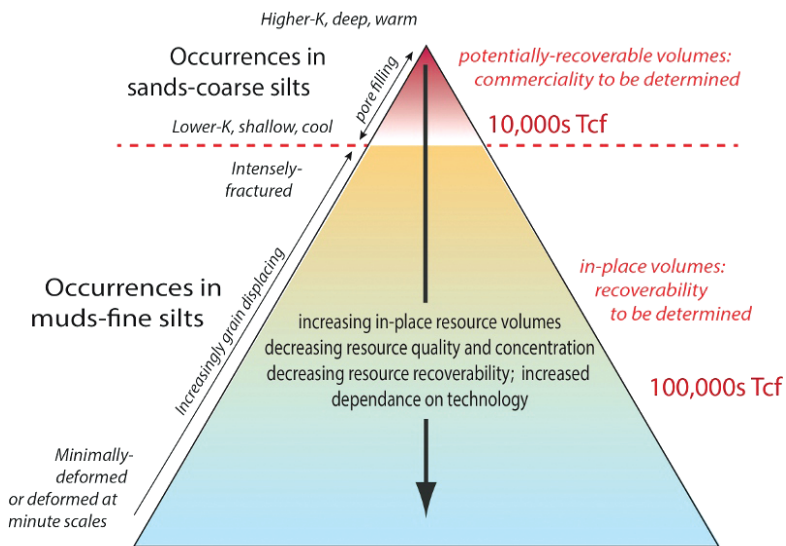 Higher-K, deep, warm
Occurrences in
sands-coarse silts
pore filling
potentially-recoverable volumes:
commerciality to be determined
Lower-K, shallow, cool
10,000s Tcf
Intensely-
fractured
Increasingly grain displacing
Occurrences in
muds-fine silts
in-place volumes:
recoverability
to be determined
increasing in-place resource volumes
decreasing resource quality and concentration
decreasing resource recoverability; increased
dependance on technology
100,000s Tcf
Minimally-
deformed
or deformed at
minute scales